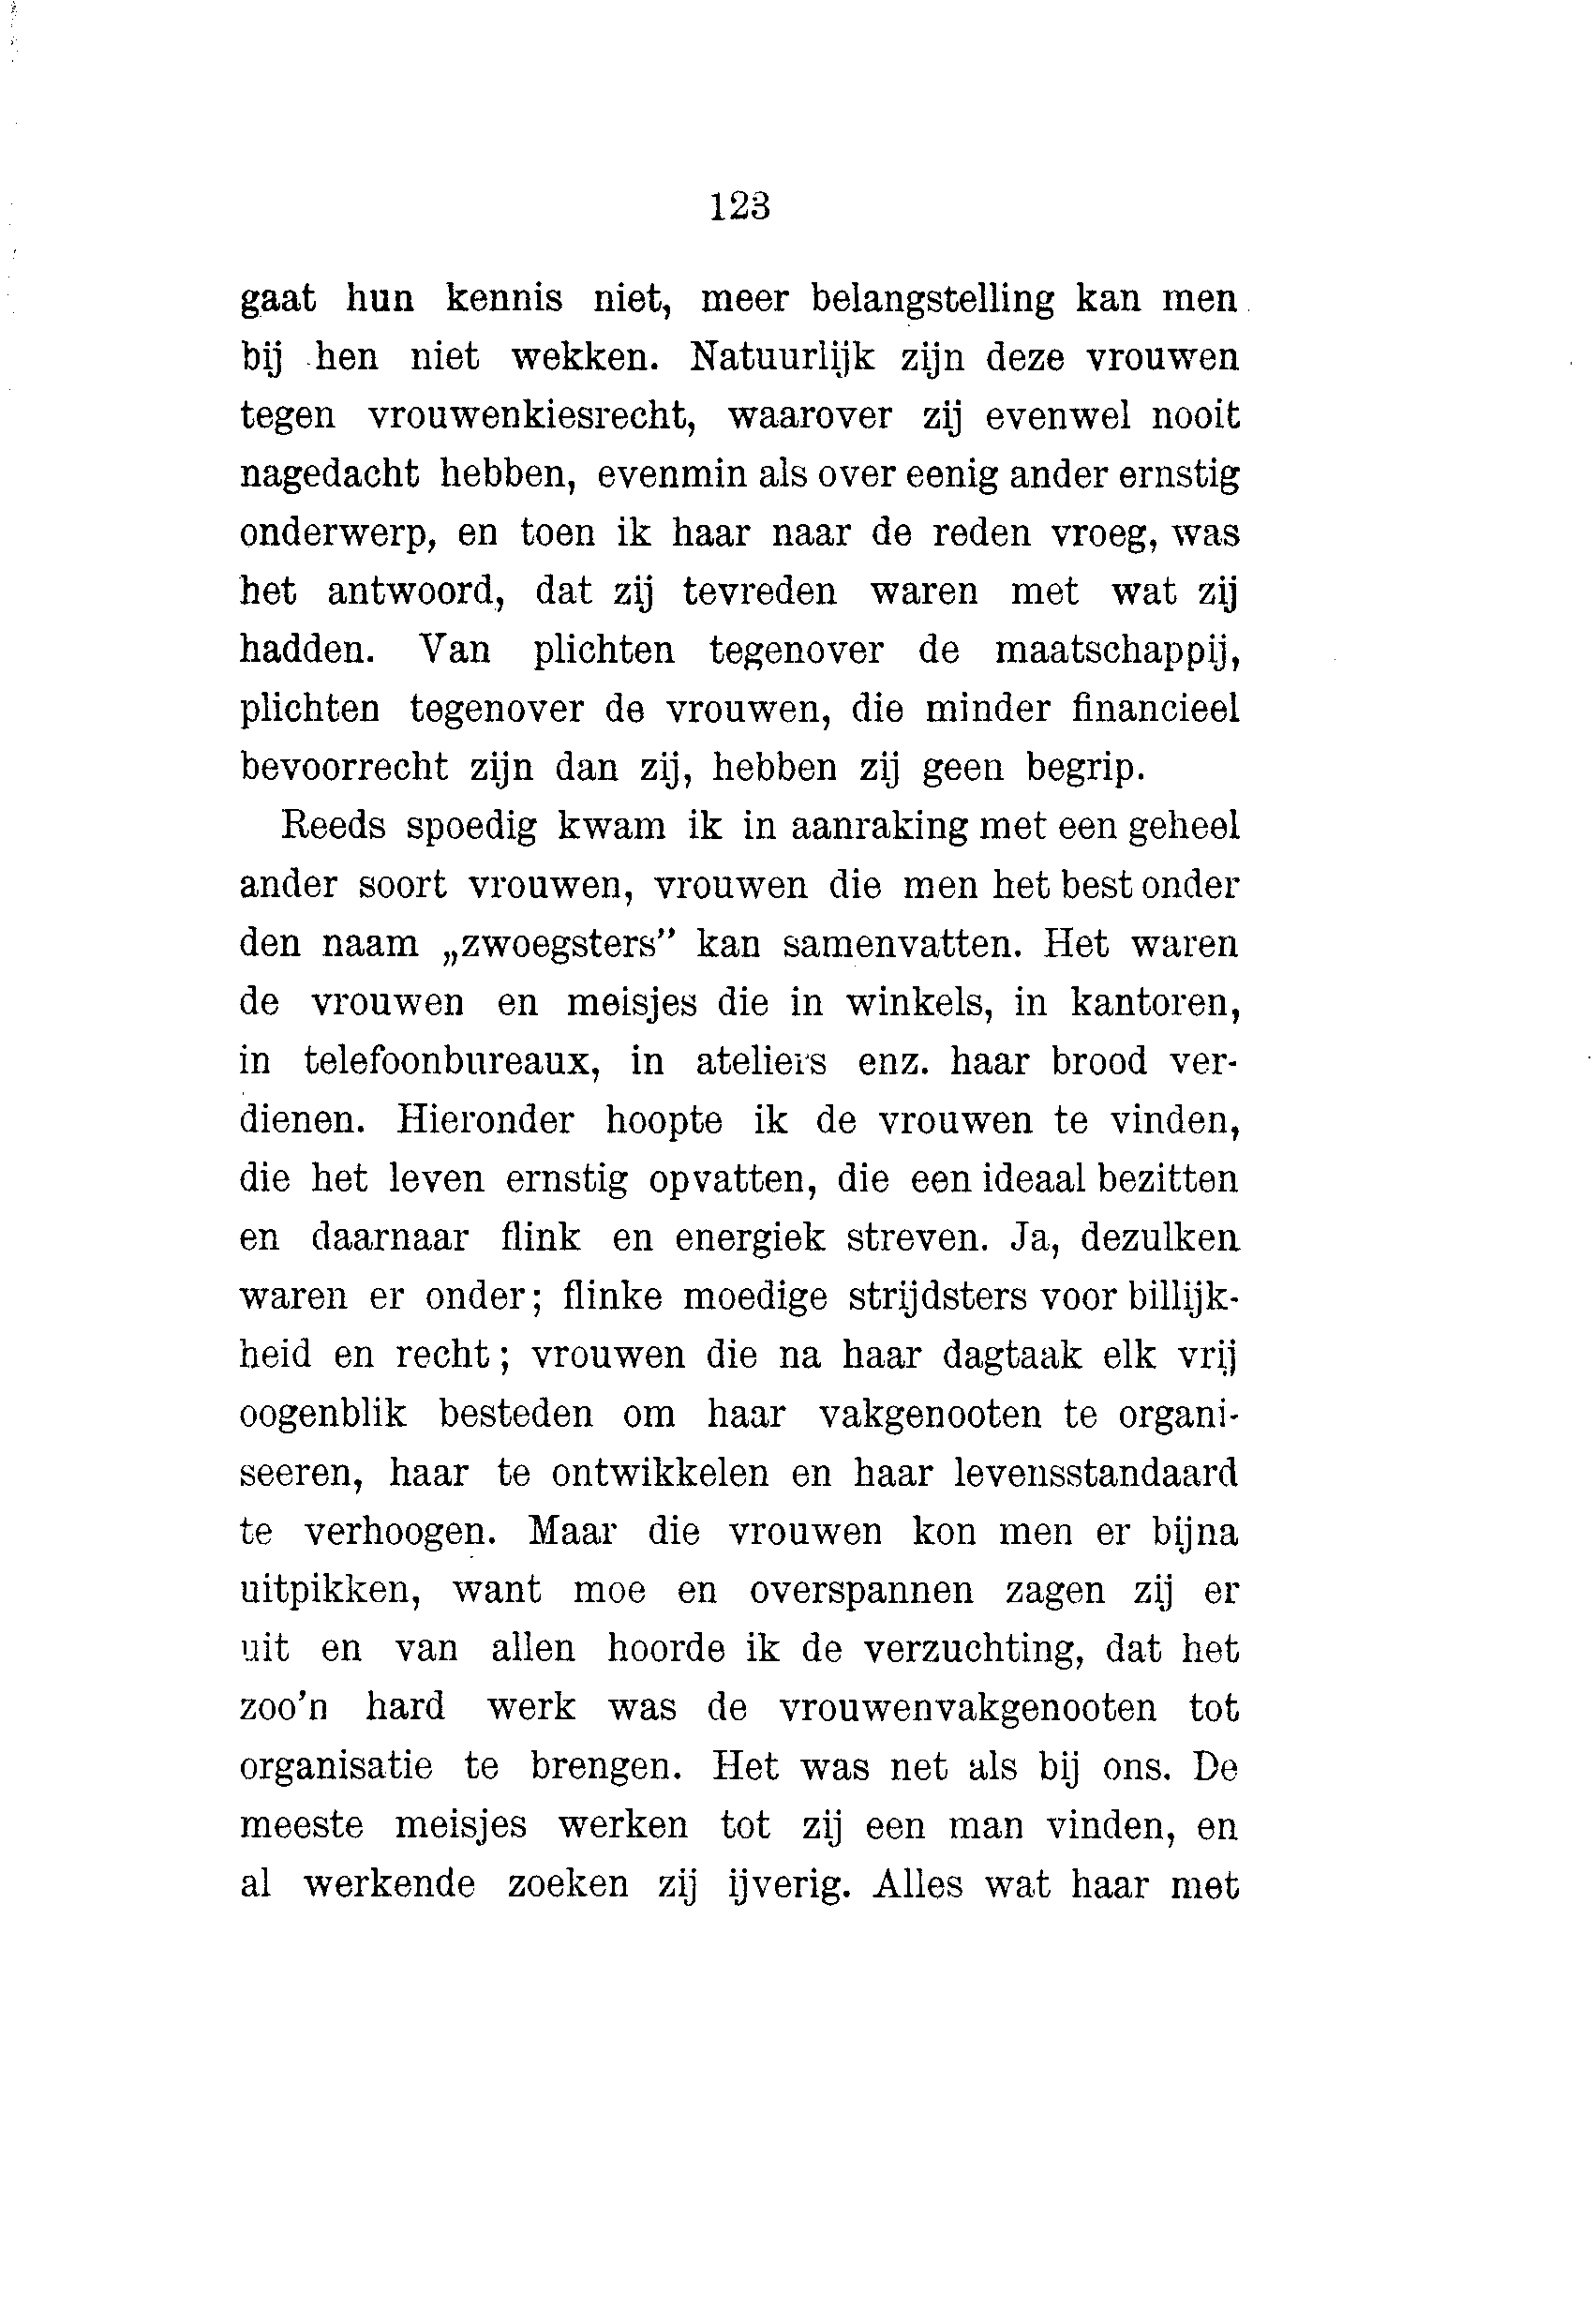 123
gaat hun kennis niet, meer belangstelling kan men
bij hen niet wekken. Natuurlijk zijn deze vrouwen
tegen vrouwenkiesrecht, waarover zij evenwel nooit
nagedacht hebben, evenmin als over eenig ander ernstig
onderwerp, en toen ik haar naar de reden vroeg, was
het antwoord, dat zij tevreden waren met wat zij
hadden. Van plichten tegenover de maatschappij,
plichten tegenover de vrouwen, die minder financieel
bevoorrecht zijn dan zij, hebben zij geen begrip.
Reeds spoedig kwam ik in aanraking met een geheel
ander soort vrouwen, vrouwen die men het best onder
den naam „zwoegsters” kan samenvatten. Het waren
de vrouwen en meisjes die in winkels, in kantoren,
in telefoonbureaux, in ateliers enz. haar brood ver-
dienen. Hieronder hoopte ik de vrouwen te vinden,
die het leven ernstig opvatten, die een ideaal bezitten
en daarnaar flink en energiek streven. Ja, dezulken
waren er onder; flinke moedige strijdsters voor billijk-
heid en recht; vrouwen die na haar dagtaak elk vrij
oogenblik besteden om haar vakgenooten te organi-
seeren, haar te ontwikkelen en haar levensstandaard
te verhoogen. Maar die vrouwen kon men er bijna
uitpikken, want moe en overspannen zagen zij er
uit en van allen hoorde ik de verzuchting, dat het
zoo'n hard werk was de vrouwenvakgenooten tot
organisatie te brengen. Het was net als bij ons. De
meeste meisjes werken tot zij een man vinden, en
al werkende zoeken zij ijverig. Alles wat haar met